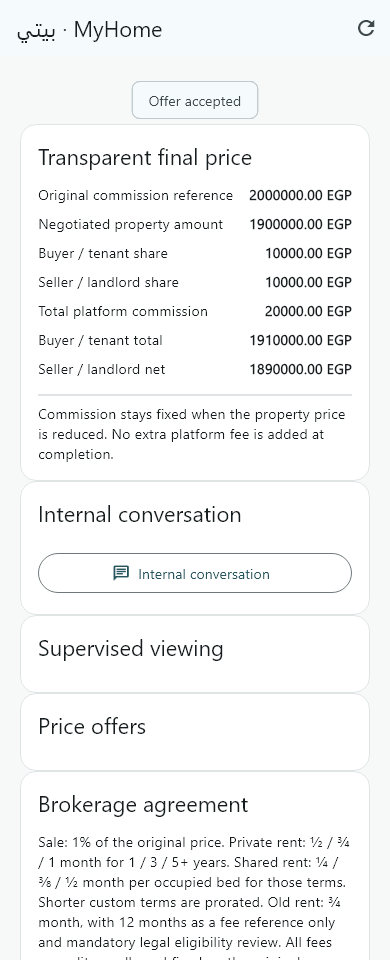 بيتي · MyHome
Offer accepted
Transparent final price
Original commission reference 2000000.00 EGP
Negotiated property amount 1900000.00 EGP
Buyer / tenant share 10000.00 EGP
Seller / landlord share 10000.00 EGP
Total platform commission 20000.00 EGP
Buyer / tenant total 1910000.00 EGP
Seller / landlord net 1890000.00 EGP
Commission stays fixed when the property price
is reduced. No extra platform fee is added at
completion.
Internal conversation
Internal conversation
Supervised viewing
Price offers
Brokerage agreement
Sale: 1% of the original price. Private rent: ½ / ¾
/ 1 month for 1 / 3 / 5+ years. Shared rent: ¼ /
⅜ / ½ month per occupied bed for those terms.
Shorter custom terms are prorated. Old rent: ¾
month, with 12 months as a fee reference only
and mandatory legal eligibility review. All fees